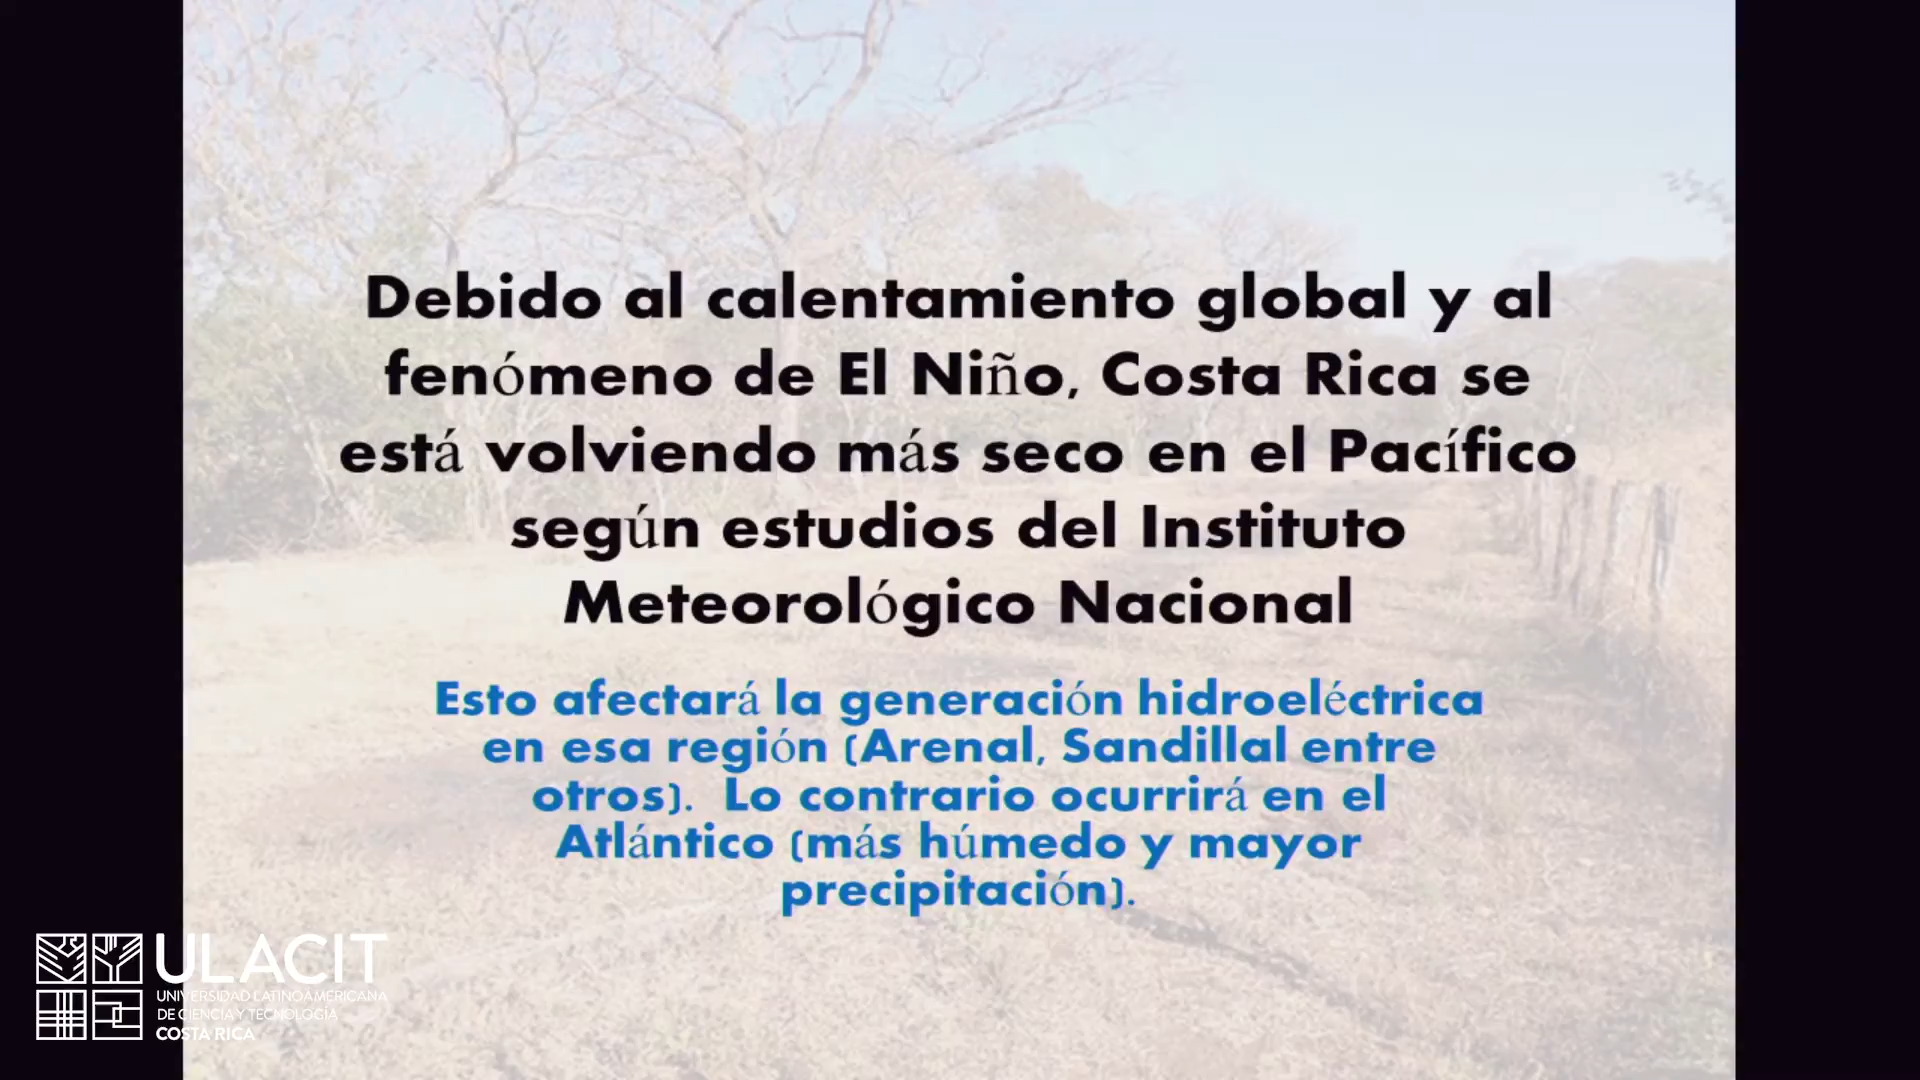 Debido al calentamiento global y al
fenómeno de El Niño, Costa Rica se
está volviendo más seco en el Pacífico
según estudios del Instituto
Meteorológico Nacional
Esto afectará la generación hidroeléctrica
en esa región (Arenal, Sandillal entre
otros).  Lo contrario ocurrirá en el
Atlántico (más húmedo y mayor
precipitación).
ULACIT
UNIVERSIDAD LATINOAMERICANA
DE CIENCIA Y TECNOLOGÍA
COSTA RICA